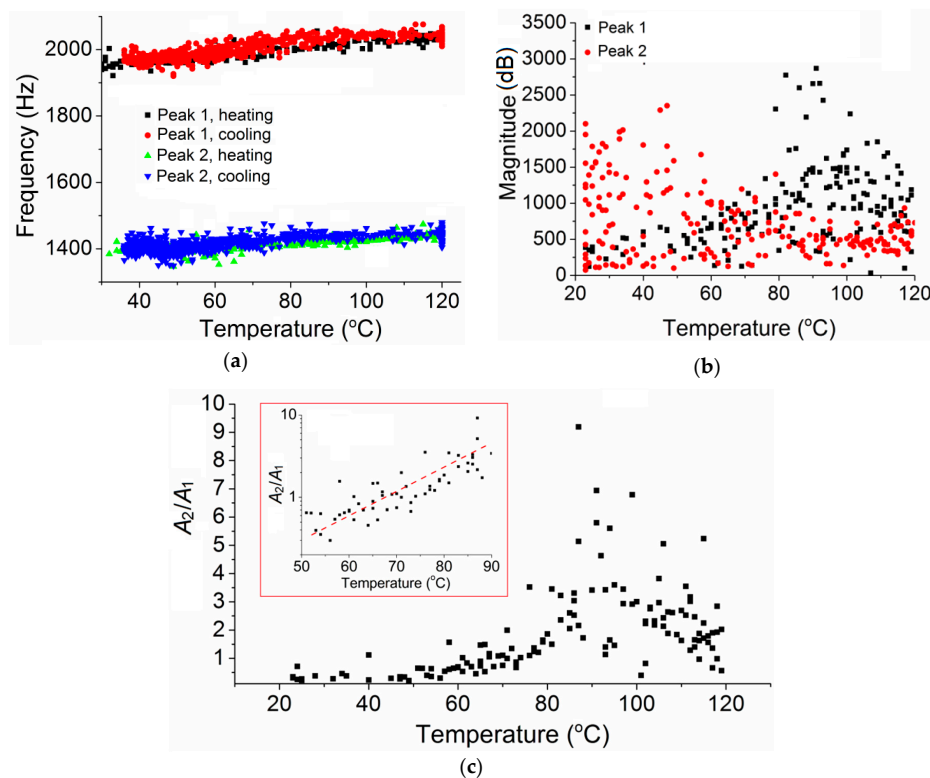 2000
1800
1600
1400
Frequency (Hz)
Peak 1, heating
Peak 1, cooling
Peak 2, heating
Peak 2, cooling
40 60 80 100 120
Temperature (°C)
(a)
3500
3000
2500
2000
1500
1000
500
0
Magnitude (dB)
Peak 1
Peak 2
20 40 60 80 100 120
Temperature (°C)
(b)
10
9
8
7
6
5
4
3
2
1
A₂/A₁
10
1
A₂/A₁
50 60 70 80 90
Temperature (°C)
20 40 60 80 100 120
Temperature (°C)
(c)